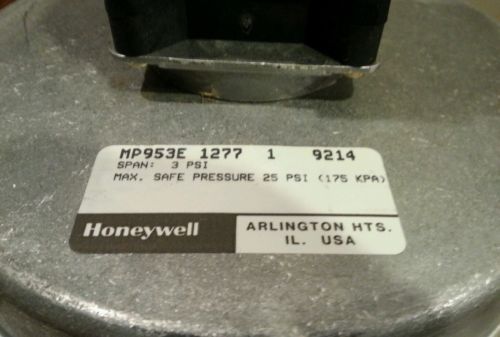 MP953E 1277 1 9214
SPAN: 3 PSI
MAX. SAFE PRESSURE 25 PSI (175 KPA)
Honeywell
ARLINGTON HTS.
IL. USA